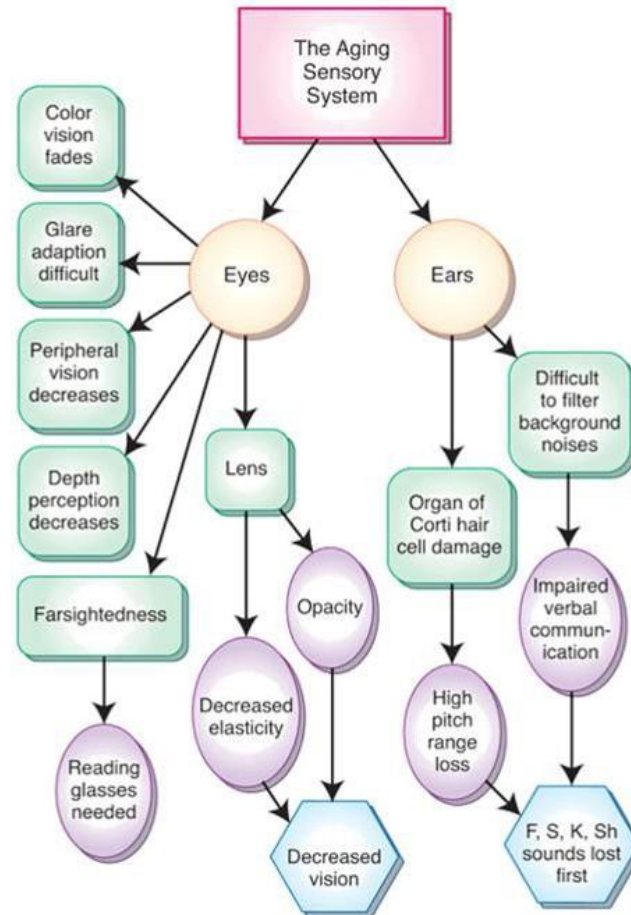 The Aging
Sensory
System
Color
vision
fades
Glare
adaption
difficult
Peripheral
vision
decreases
Depth
perception
decreases
Farsightedness
Reading
glasses
needed
Eyes
Lens
Opacity
Decreased
elasticity
Decreased
vision
Ears
Organ of
Corti hair
cell damage
High
pitch
range
loss
Difficult
to filter
background
noises
Impaired
verbal
commun-
ication
F, S, K, Sh
sounds lost
first